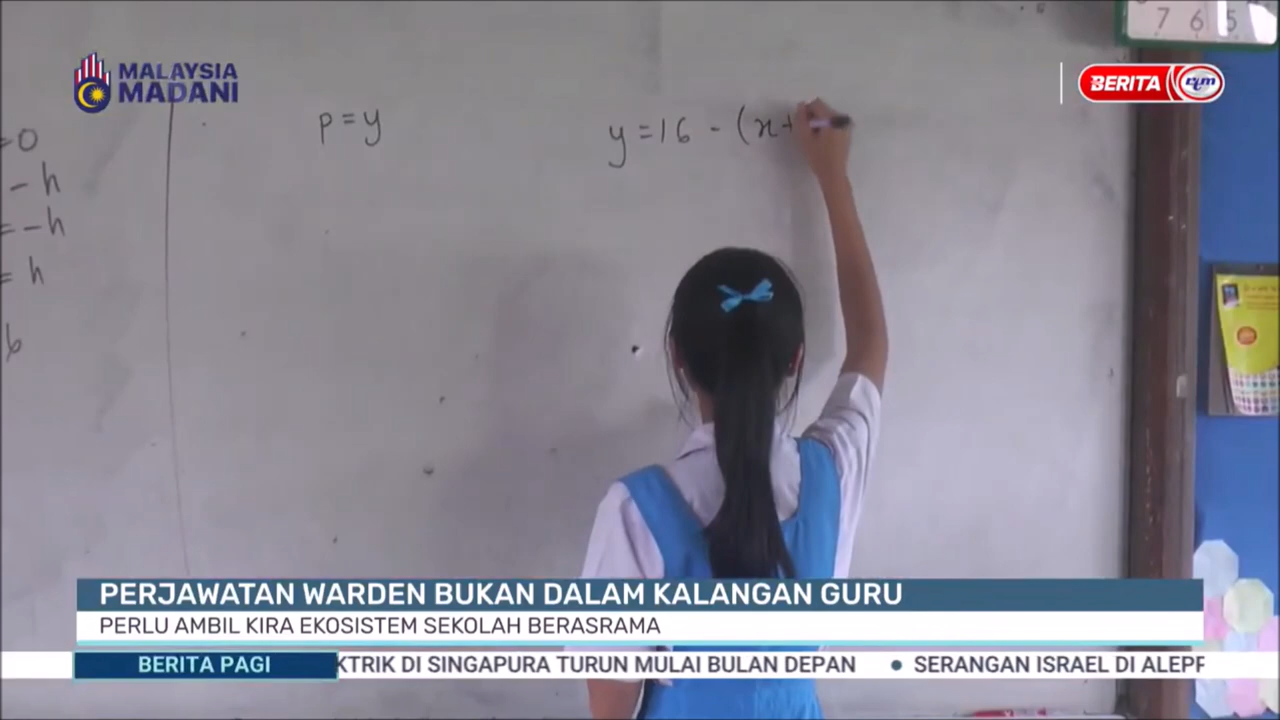 7 6 5
MALAYSIA
MADANI
BERITA rtm
= 0
- h
= - h
= h
6
p = y
y = 16 - (x +
PERJAWATAN WARDEN BUKAN DALAM KALANGAN GURU
PERLU AMBIL KIRA EKOSISTEM SEKOLAH BERASRAMA
BERITA PAGI
KTRIK DI SINGAPURA TURUN MULAI BULAN DEPAN • SERANGAN ISRAEL DI ALEPP